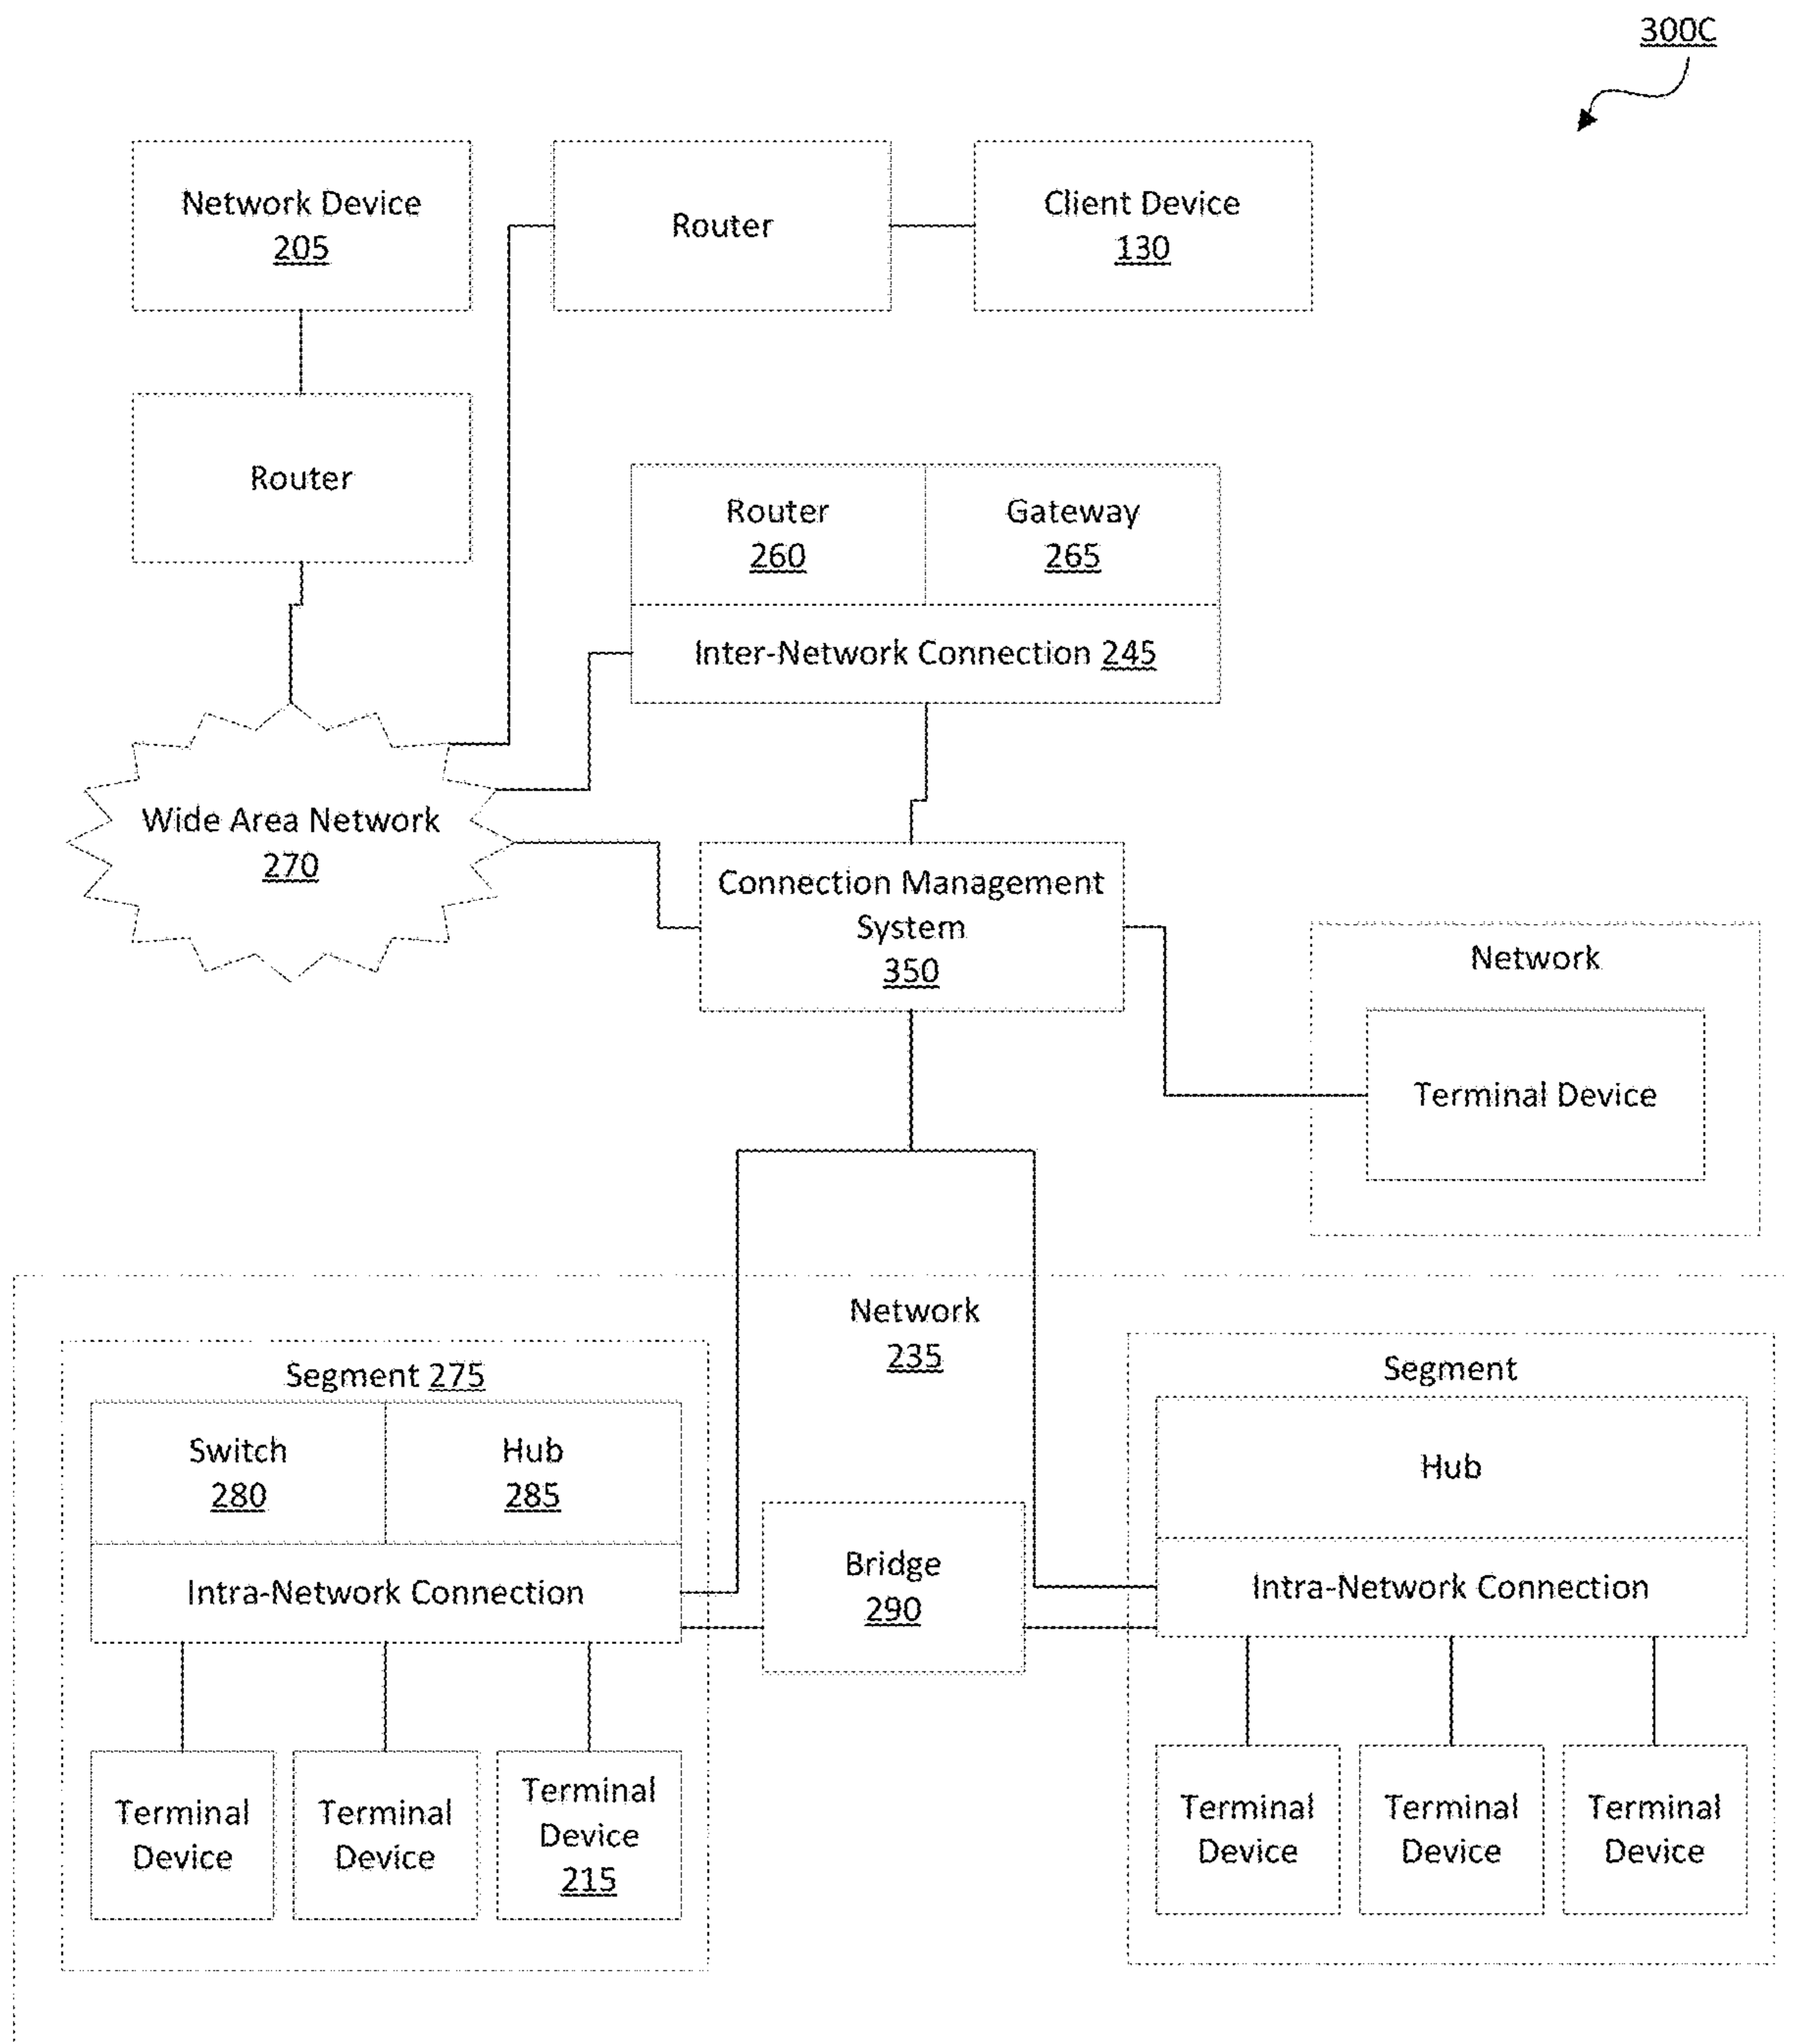 300C
Network Device
205
Router
Client Device
130
Router
Router
260
Gateway
265
Inter-Network Connection 245
Wide Area Network
270
Connection Management
System
350
Network
Terminal Device
Network
235
Segment 275
Switch
280
Hub
285
Intra-Network Connection
Bridge
290
Segment
Hub
Intra-Network Connection
Terminal
Device
Terminal
Device
Terminal
Device
215
Terminal
Device
Terminal
Device
Terminal
Device